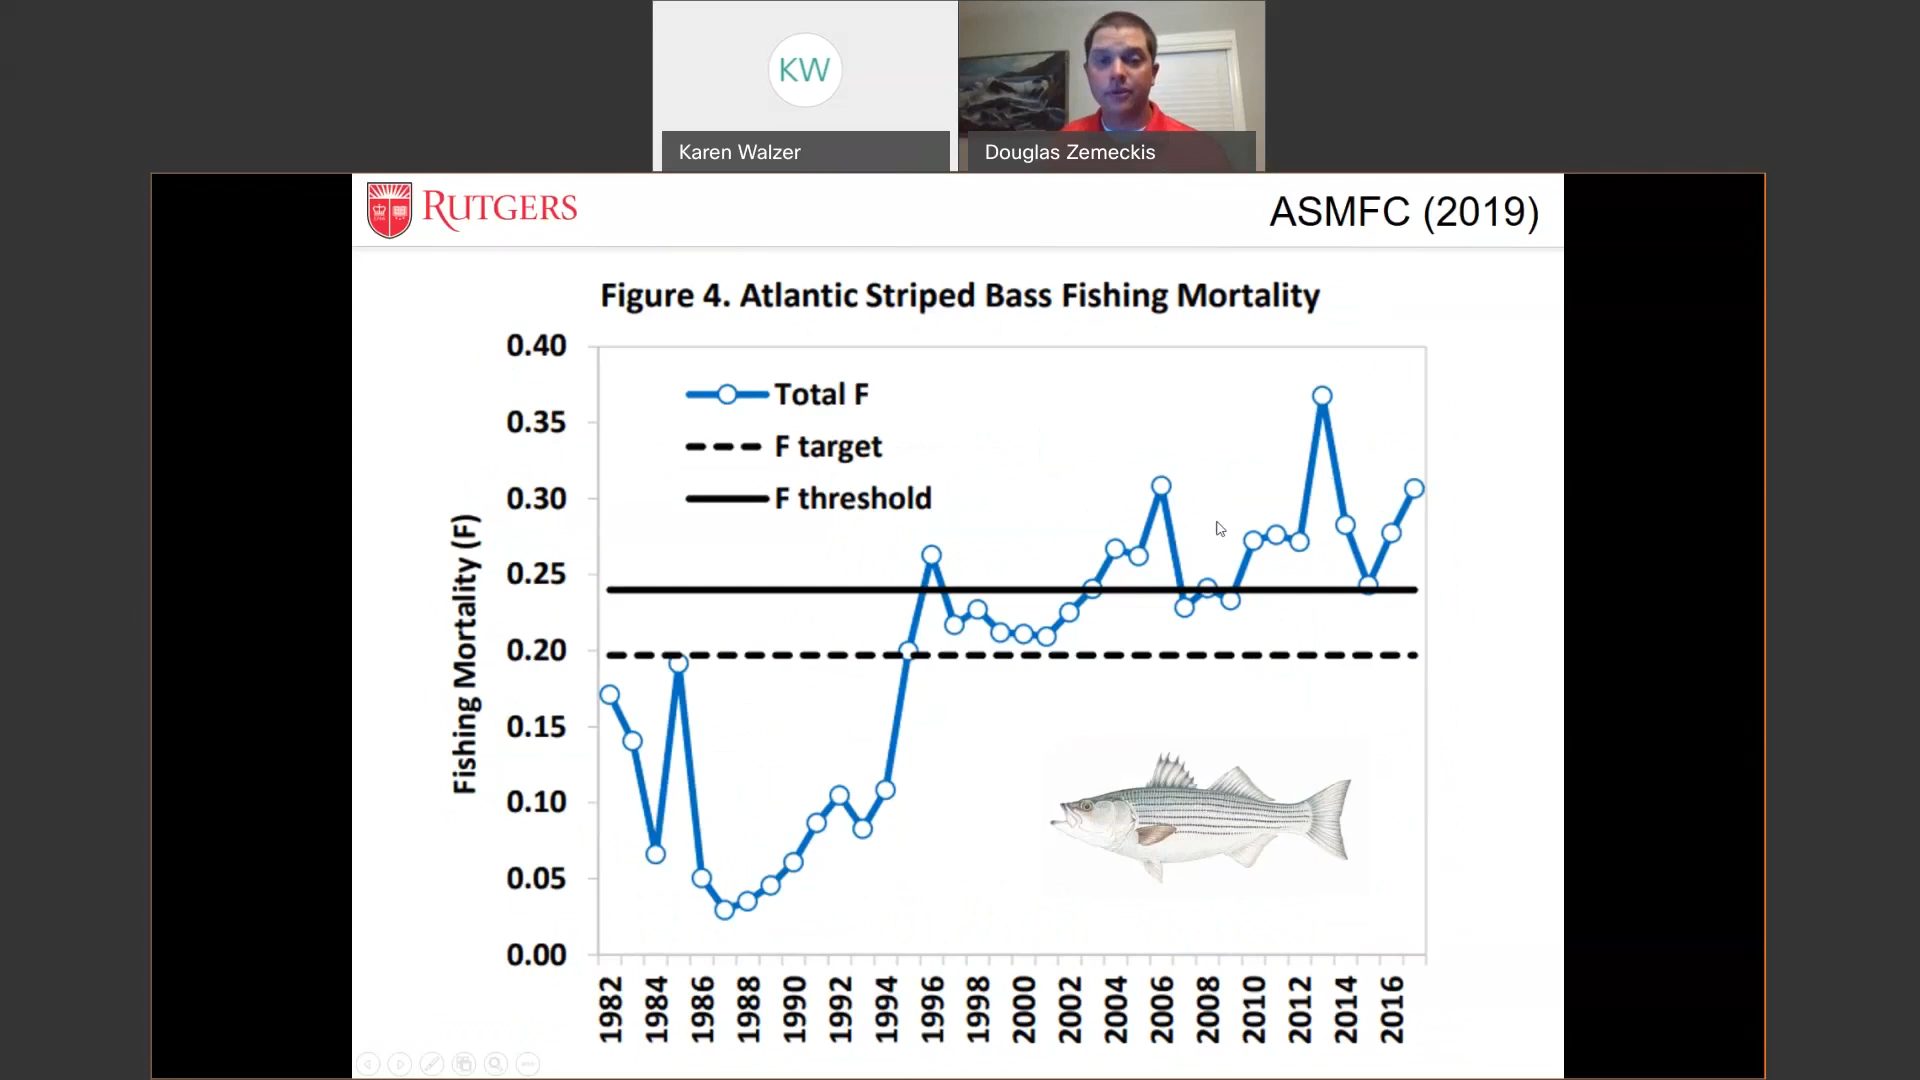 KW
Karen Walzer
Douglas Zemeckis
RUTGERS
ASMFC (2019)
Figure 4. Atlantic Striped Bass Fishing Mortality
0.40
0.35
0.30
0.25
0.20
0.15
0.10
0.05
0.00
Fishing Mortality (F)
Total F
F target
F threshold
1982
1984
1986
1988
1990
1992
1994
1996
1998
2000
2002
2004
2006
2008
2010
2012
2014
2016